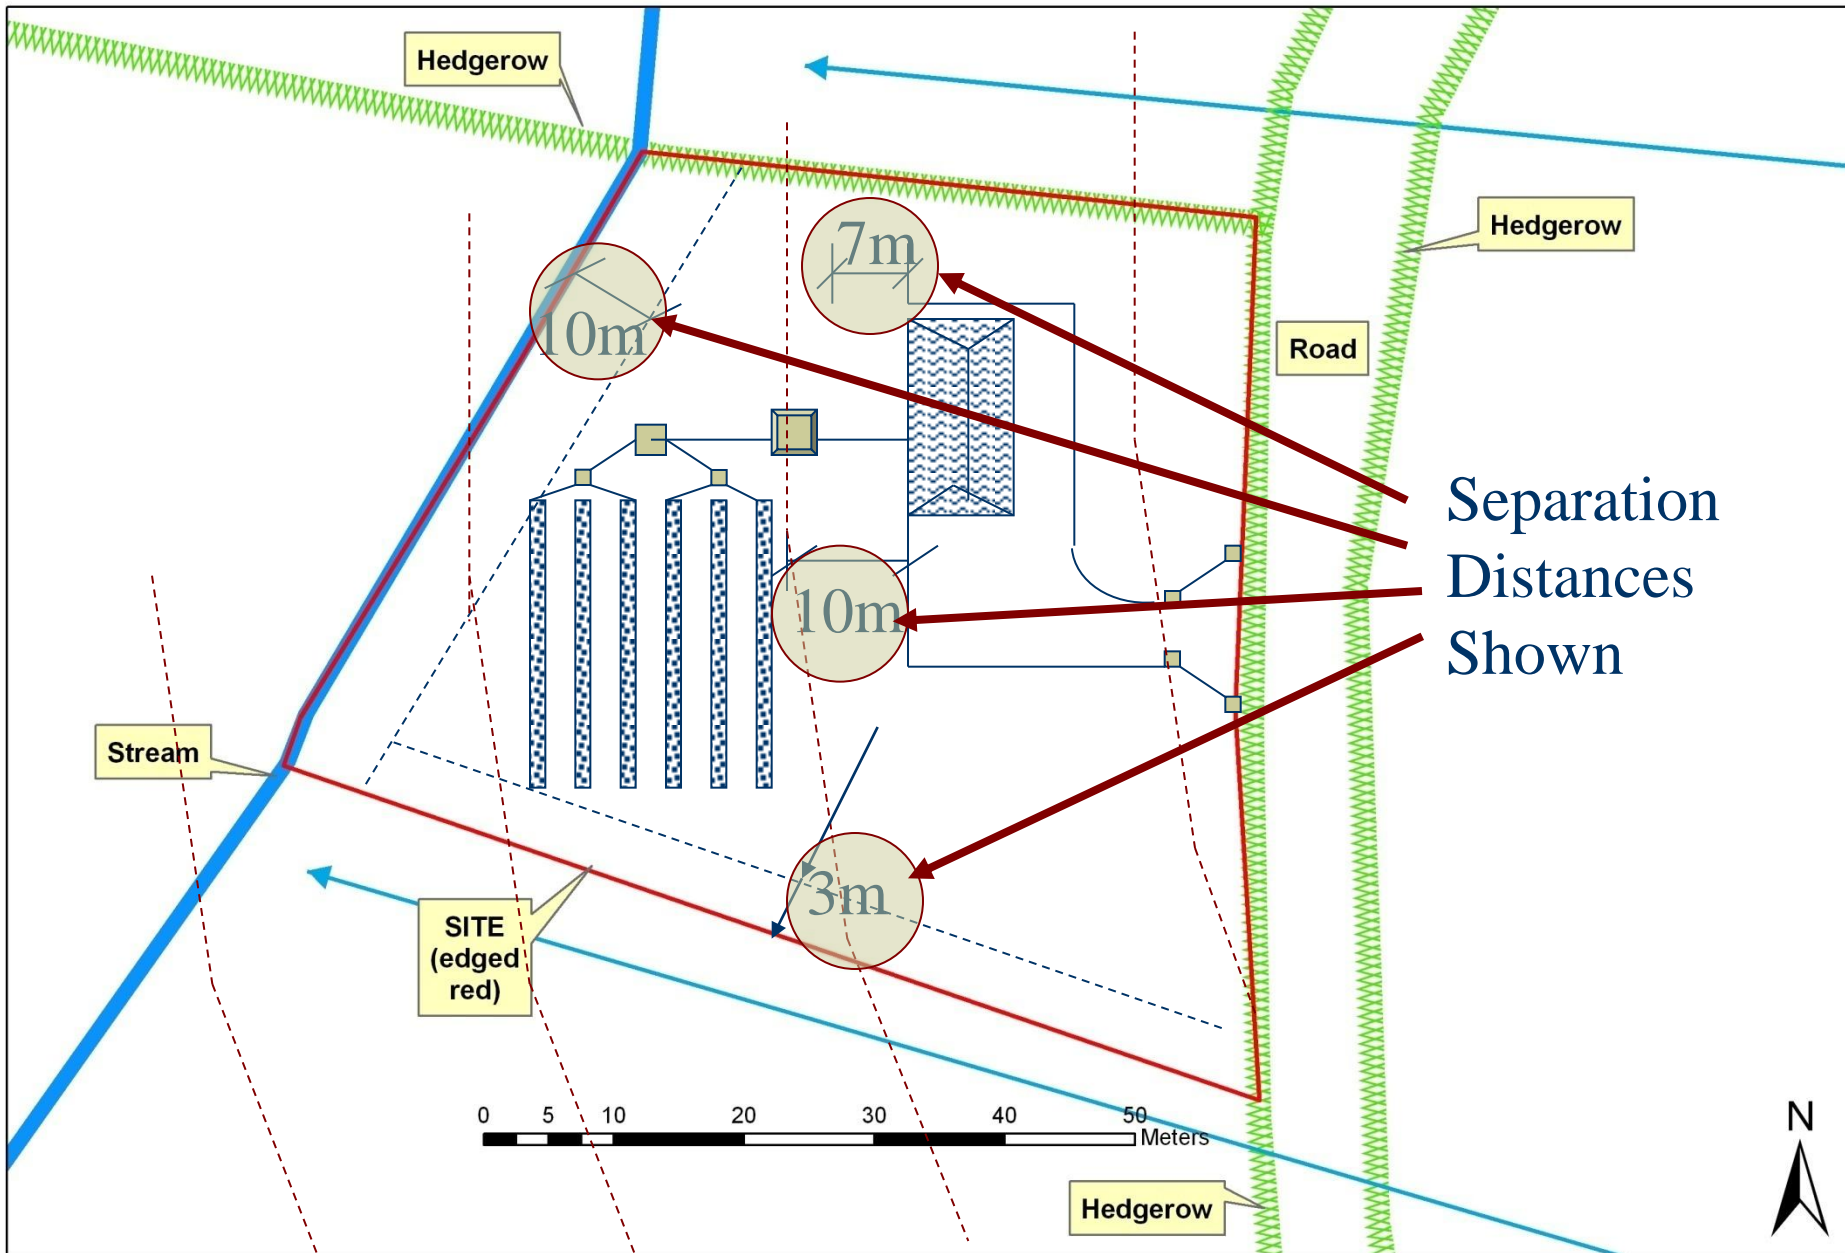 Hedgerow
Hedgerow
7m
10m
Road
Separation
Distances
Shown
10m
Stream
3m
SITE
(edged
red)
0 5 10 20 30 40 50
Meters
N
Hedgerow